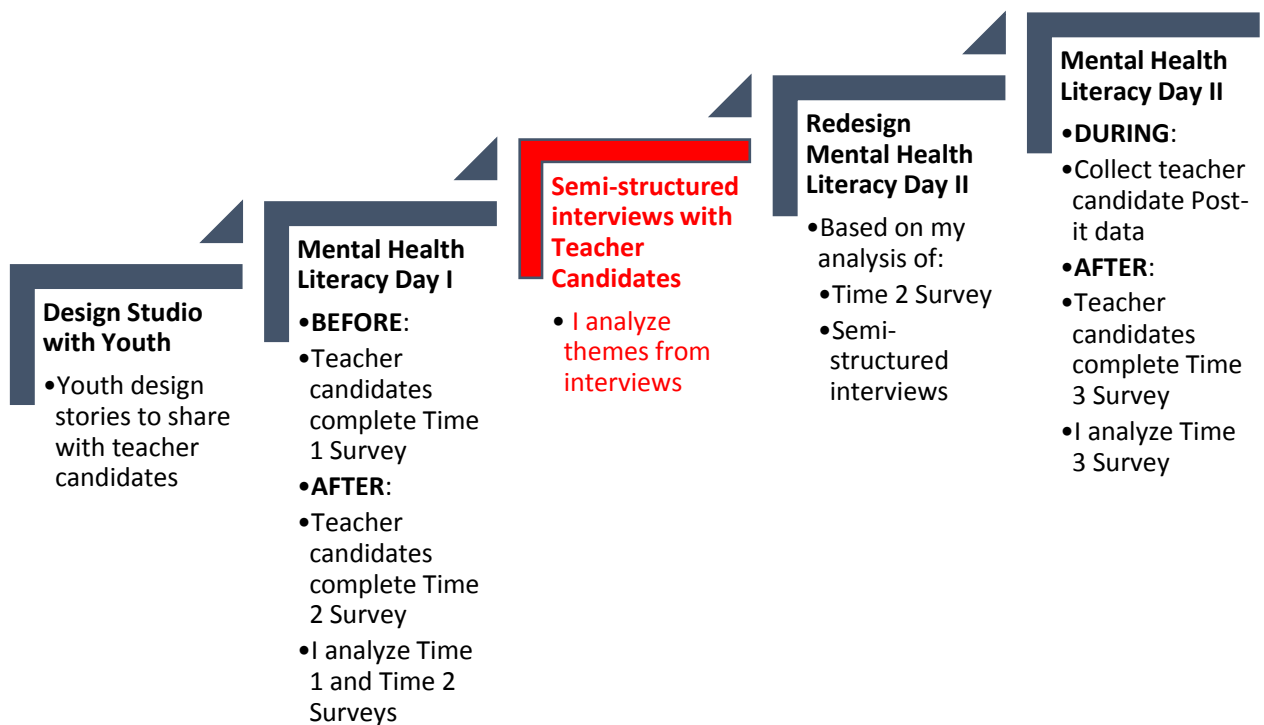 Design Studio
with Youth
•Youth design
stories to share
with teacher
candidates
Mental Health
Literacy Day I
•BEFORE:
•Teacher
candidates
complete Time
1 Survey
•AFTER:
•Teacher
candidates
complete Time
2 Survey
•I analyze Time
1 and Time 2
Surveys
Semi-structured
interviews with
Teacher
Candidates
• I analyze
themes from
interviews
Redesign
Mental Health
Literacy Day II
•Based on my
analysis of:
•Time 2 Survey
•Semi-
structured
interviews
Mental Health
Literacy Day II
•DURING:
•Collect teacher
candidate Post-
it data
•AFTER:
•Teacher
candidates
complete Time
3 Survey
•I analyze Time
3 Survey